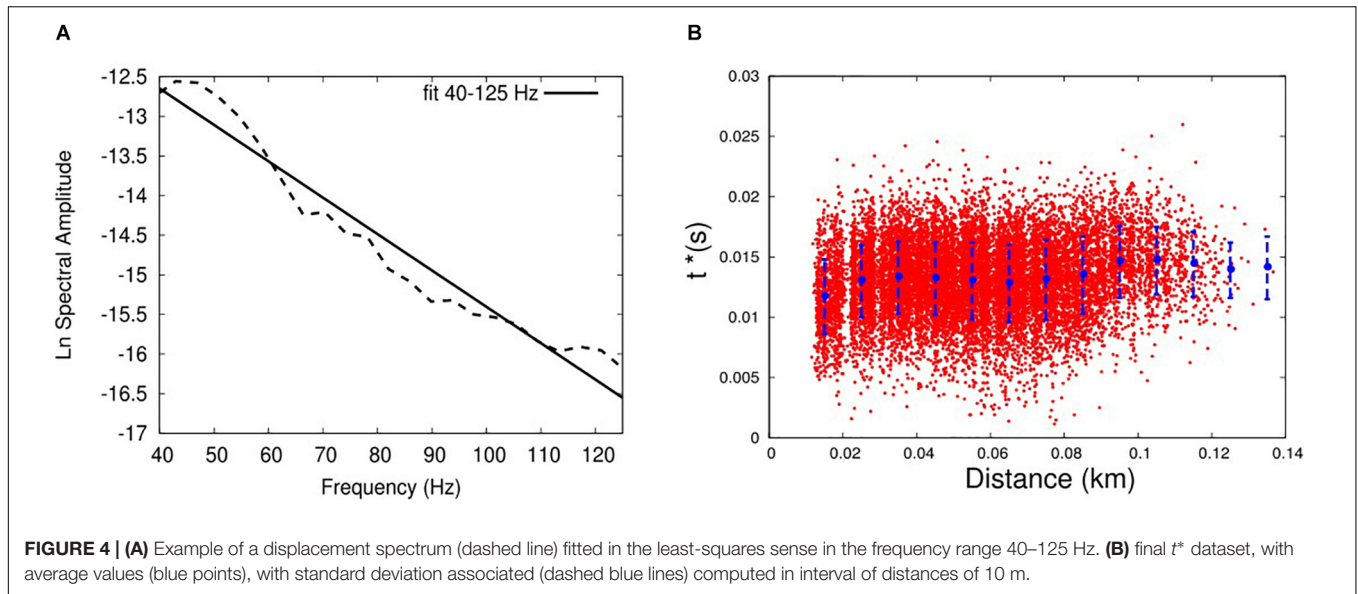 A
-12.5
-13
-13.5
-14
-14.5
-15
-15.5
-16
-16.5
-17
Ln Spectral Amplitude
fit 40-125 Hz
40 50 60 70 80 90 100 110 120
Frequency (Hz)
B
0.03
0.025
0.02
0.015
0.01
0.005
0
t *(s)
0 0.02 0.04 0.06 0.08 0.1 0.12 0.14
Distance (km)
FIGURE 4 | (A) Example of a displacement spectrum (dashed line) fitted in the least-squares sense in the frequency range 40–125 Hz. (B) final t* dataset, with
average values (blue points), with standard deviation associated (dashed blue lines) computed in interval of distances of 10 m.